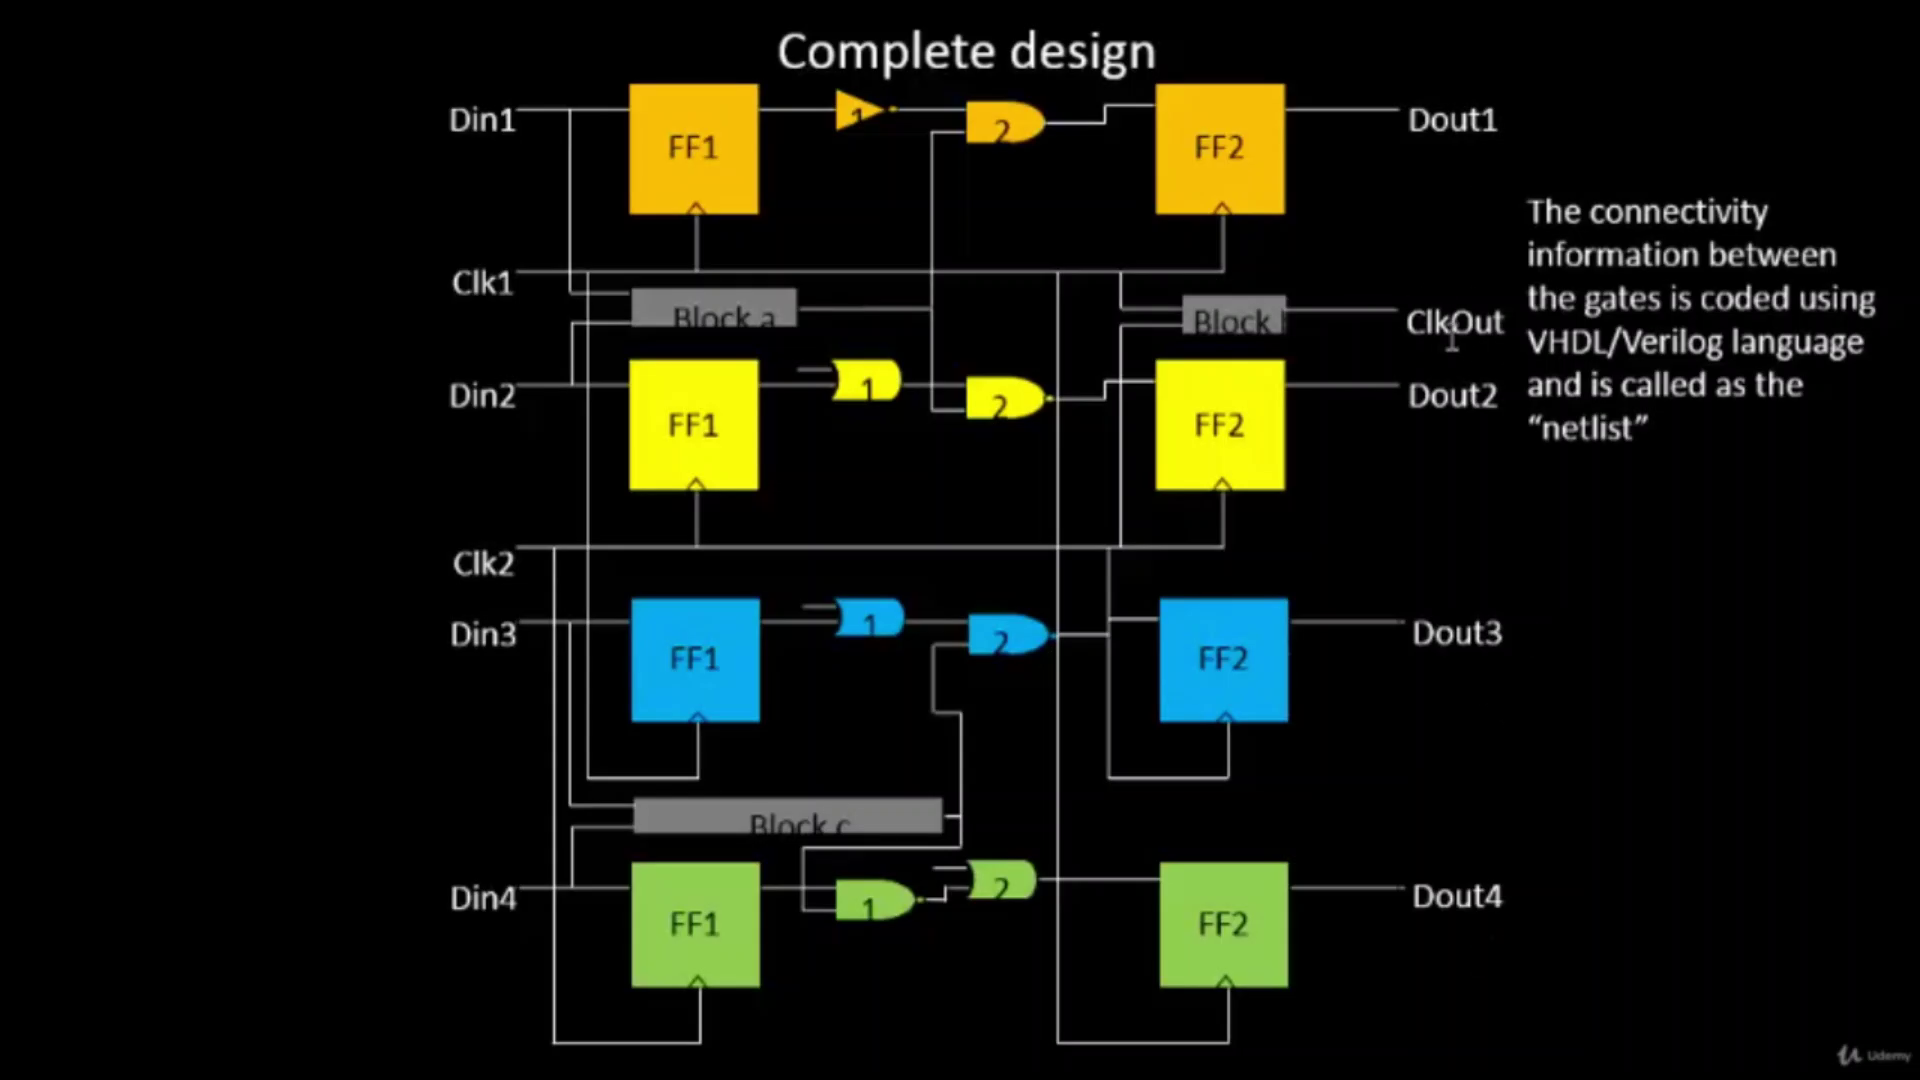 Complete design
Din1
FF1
1
2
FF2
Dout1
Clk1
Block a
Block
ClkOut
Din2
FF1
1
2
FF2
Dout2
The connectivity
information between
the gates is coded using
VHDL/Verilog language
and is called as the
“netlist”
Clk2
Din3
FF1
1
2
FF2
Dout3
Block c
Din4
FF1
1
2
FF2
Dout4
Udemy